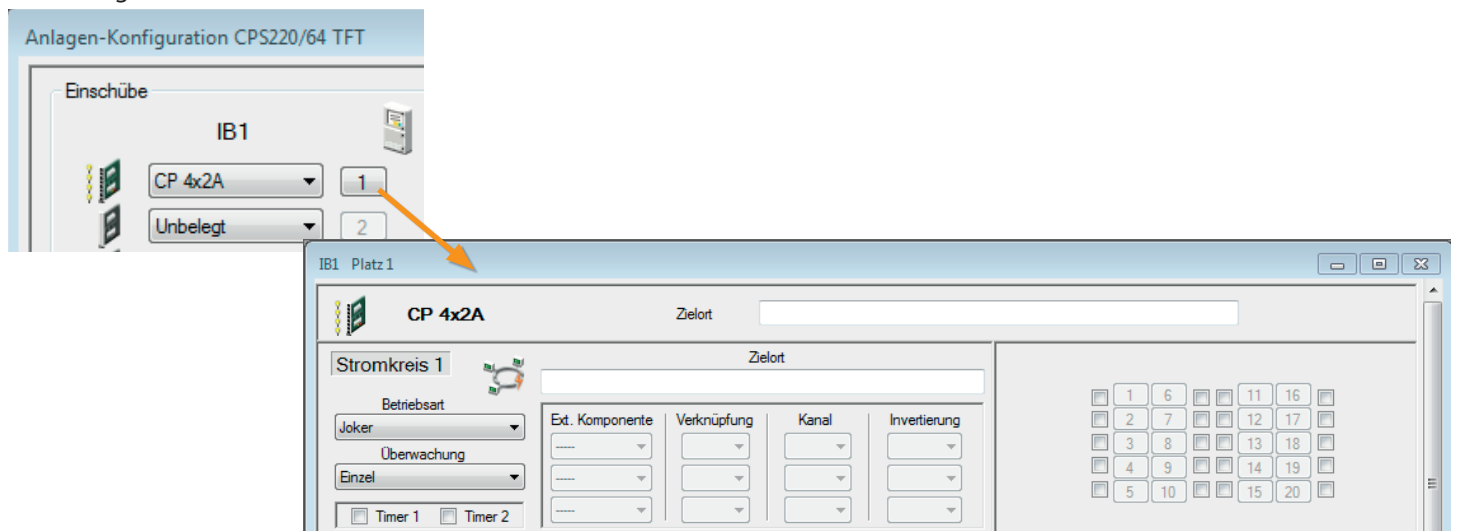 Anlagen-Konfiguration CPS220/64 TFT
Einschübe
IB1
CP 4x2A 1
Unbelegt 2
IB1 Platz 1
CP 4x2A Zielort
Stromkreis 1
Zielort
Betriebsart
Joker
Überwachung
Einzel
Timer 1 Timer 2
Ext. Komponente Verknüpfung Kanal Invertierung
-----
-----
-----
1 6 11 16
2 7 12 17
3 8 13 18
4 9 14 19
5 10 15 20